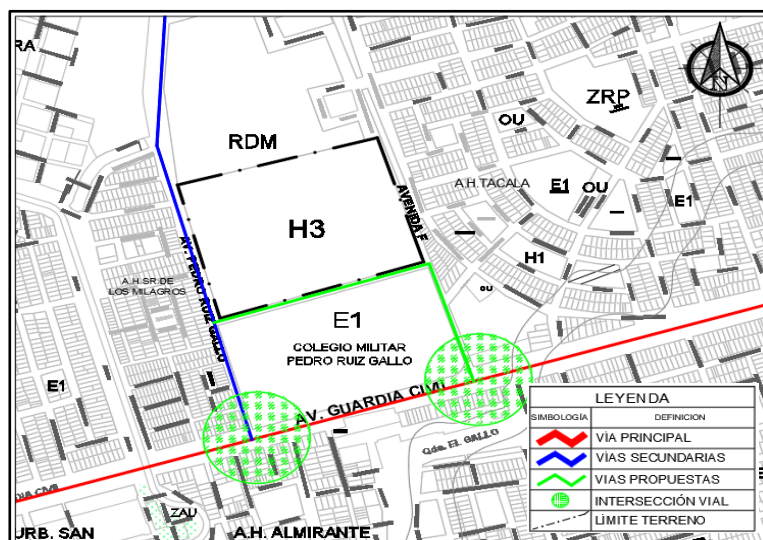 RA
RDM
ZRP
OU
A.H.TACALA
E1
OU
E1
AVENIDA F
H3
H1
OU
AV. PEDRO RUIZ GALLO
A.H.SR.DE
LOS MILAGROS
E1
COLEGIO MILITAR
PEDRO RUIZ GALLO
E1
AV. GUARDIA CIVIL
Qda. EL GALLO
ZAU
URB. SAN
A.H. ALMIRANTE
LEYENDA
SIMBOLOGÍA DEFINICION
VÍA PRINCIPAL
VÍAS SECUNDARIAS
VIAS PROPUESTAS
INTERSECCIÓN VIAL
LÍMITE TERRENO